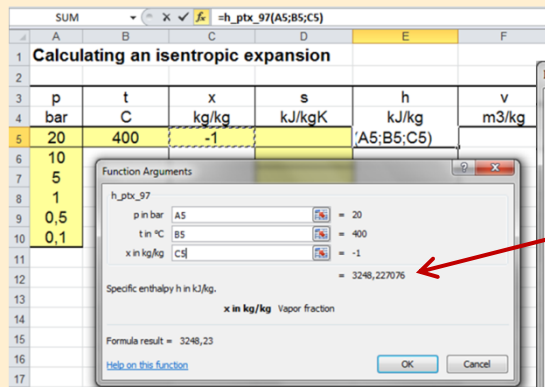 SUM =h_ptx_97(A5;B5;C5)
A B C D E F
1 Calculating an isentropic expansion
2
3 p t x s h v
4 bar C kg/kg kJ/kgK kJ/kg m3/kg
5 20 400 -1 (A5;B5;C5)
6 10
7 5
8 1
9 0,5
10 0,1
11
12
13
14
15
16
17
Function Arguments
h_ptx_97
p in bar A5 = 20
t in °C B5 = 400
x in kg/kg C5 = -1
= 3248,227076
Specific enthalpy h in kJ/kg.
x in kg/kg Vapor fraction
Formula result = 3248,23
Help on this function OK Cancel